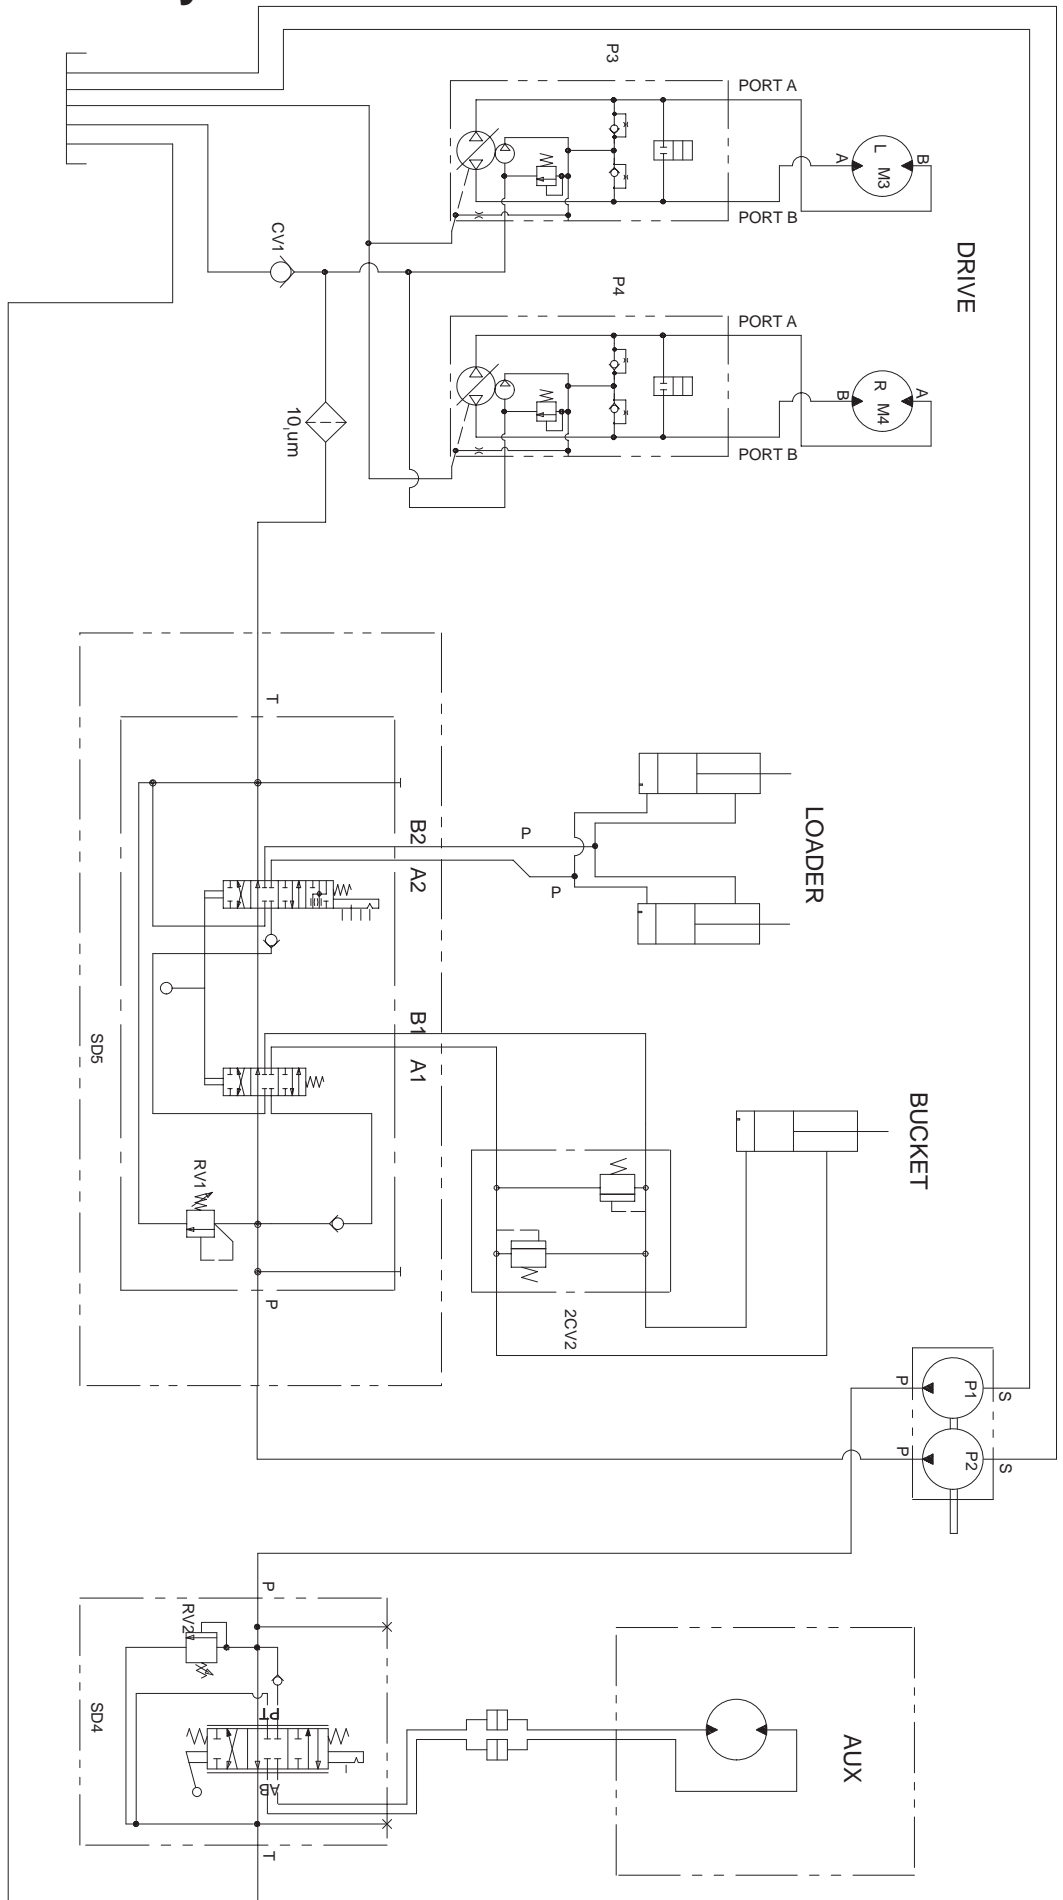 P3
PORT A
L M3
A
B
PORT B
DRIVE
CV1
P4
PORT A
R M4
B
A
PORT B
10 um
T
LOADER
P
P
B2
A2
SD5
B1
A1
RV1
BUCKET
P
2CV2
P1
P
S
P2
P
S
P
RV2
PT
SD4
AB
T
AUX